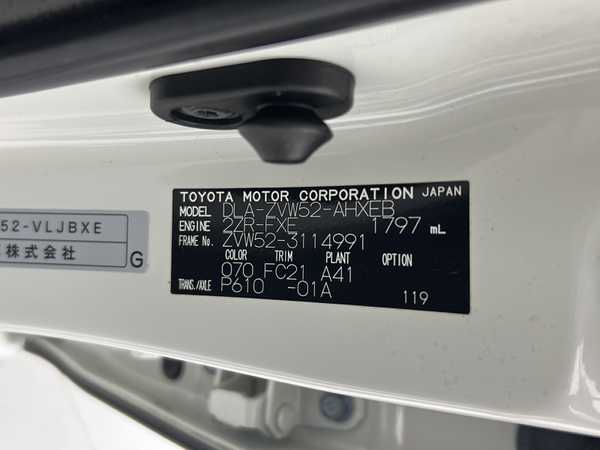 TOYOTA MOTOR CORPORATION JAPAN
MODEL DLA-ZVW52-AHXEB
ENGINE 2ZR-FXE 1797 mL
FRAME No. ZVW52-3114991
COLOR TRIM PLANT OPTION
070 FC21 A41
TRANS./AXLE P610 -01A
119
52-VLJBXE
株式会社
G